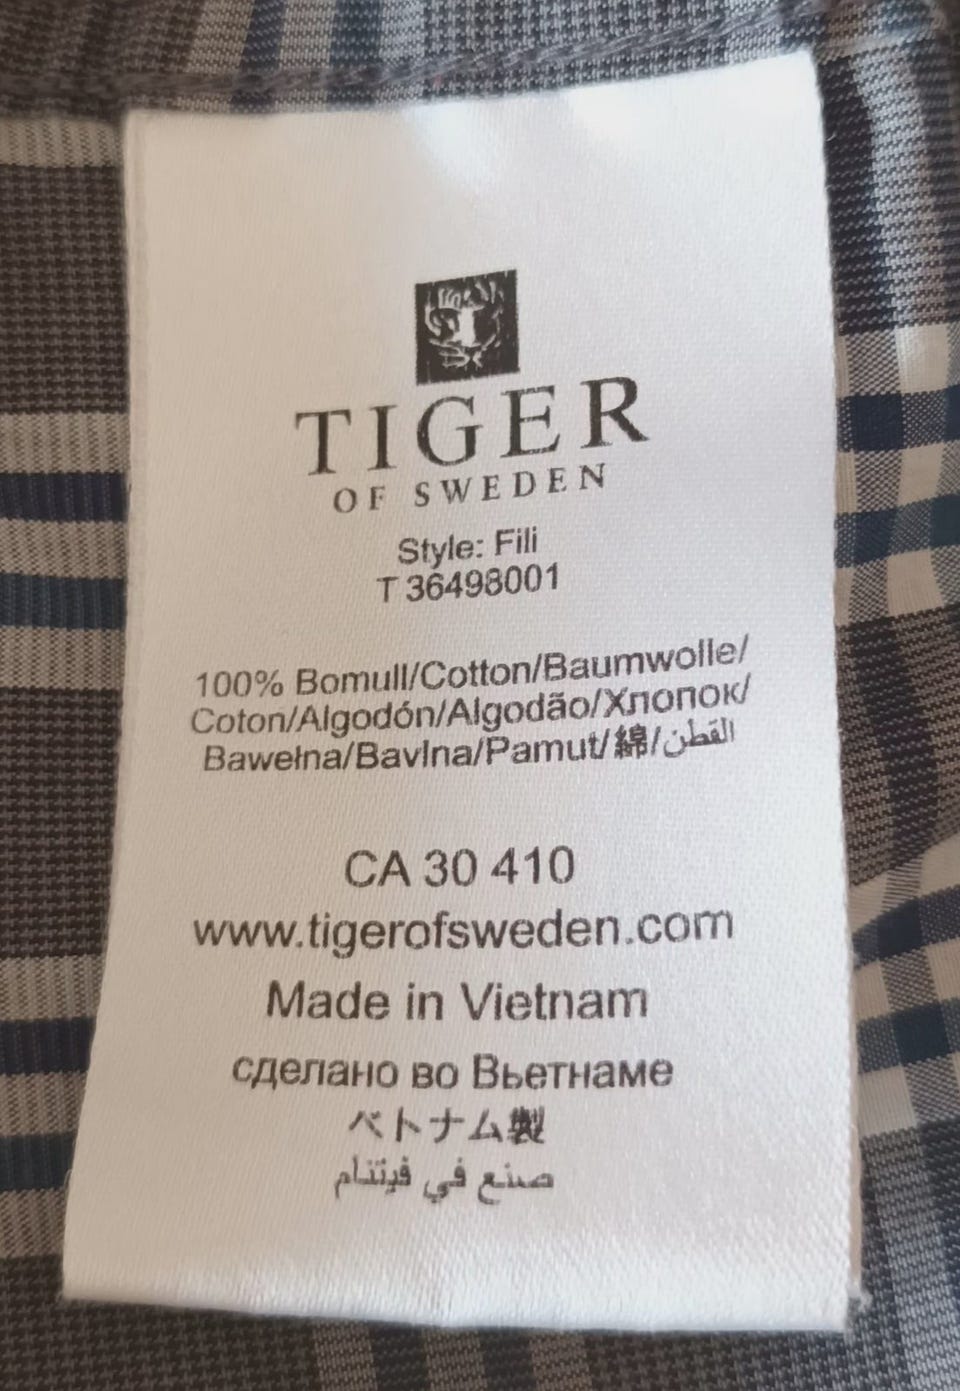 TIGER
OF SWEDEN
Style: Fili
T 36498001
100% Bomull/Cotton/Baumwolle/
Coton/Algodón/Algodão/Хлопок/
Bawełna/Bavlna/Pamut/綿/القطن
CA 30 410
www.tigerofsweden.com
Made in Vietnam
сделано во Вьетнаме
ベトナム製
صنع في فيتنام